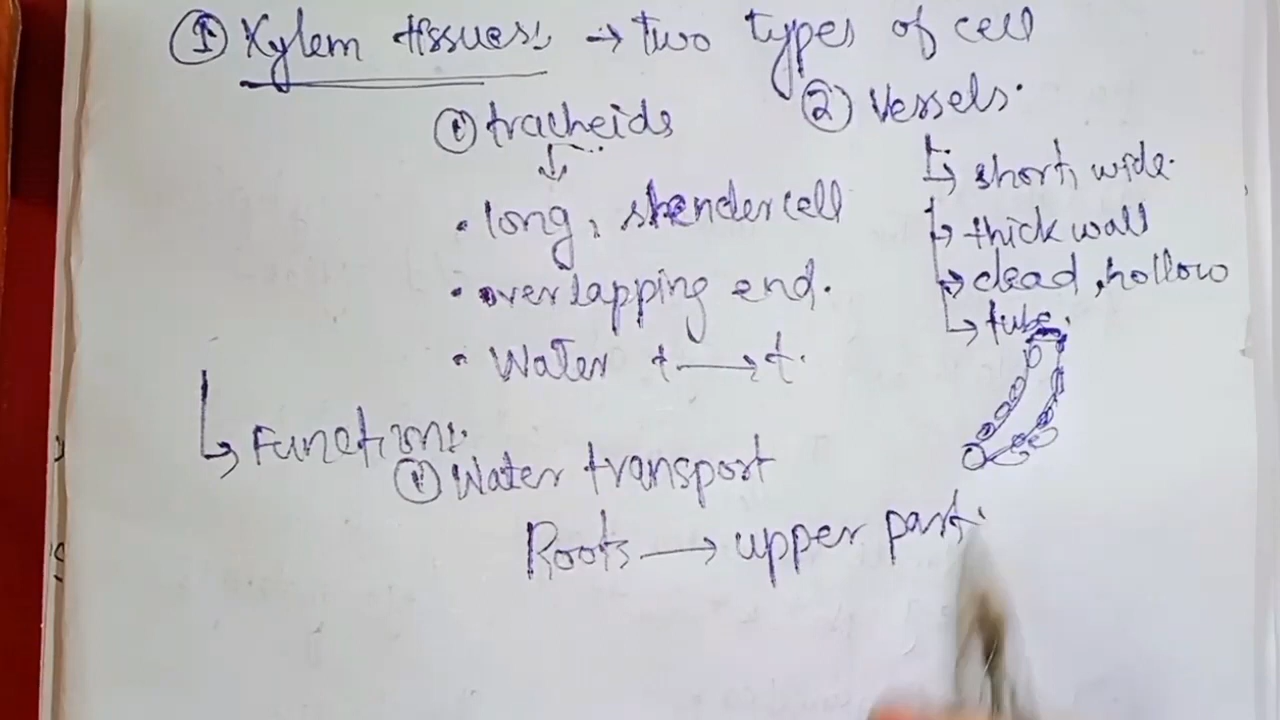 ① Xylem tissues: → two types of cell
① tracheids
② Vessels.
↓
• long, slender cell
• overlapping end.
• Water t → t.
↳ short, wide.
↳ thick wall
↳ dead, hollow
↳ tube.
↳ Functions:
① Water transport
Roots → upper part.